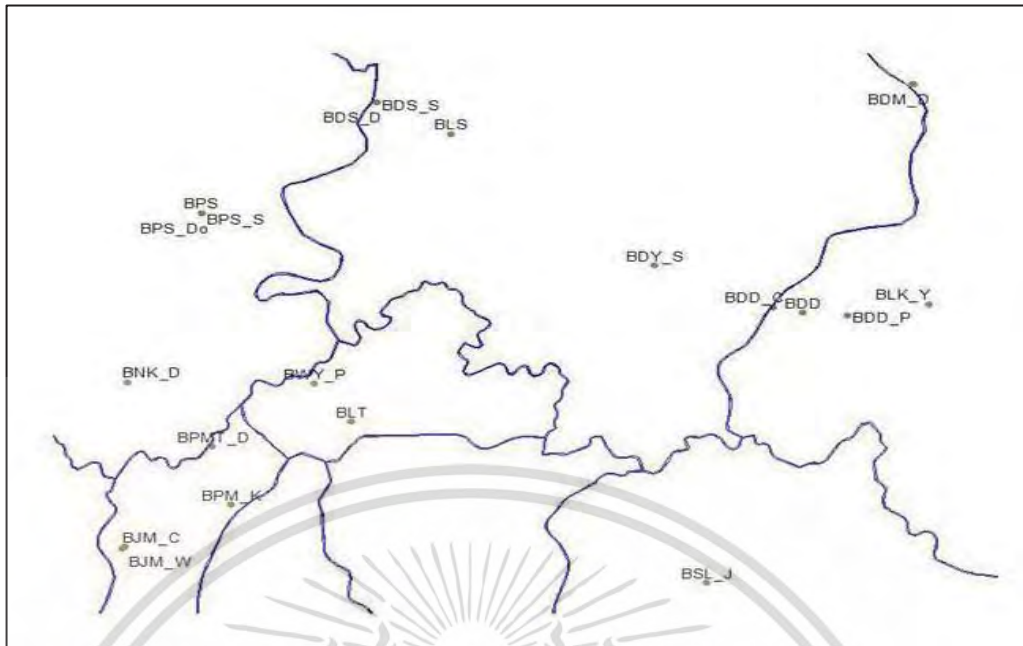 BDM_D
BDS_S
BDS_D
BLS
BPS
BPS_S
BPS_D
BDY_S
BDD_C
BDD
BLK_Y
BDD_P
BNK_D
BWY_P
BLT
BPMT_D
BPM_K
BJM_C
BJM_W
BSL_J